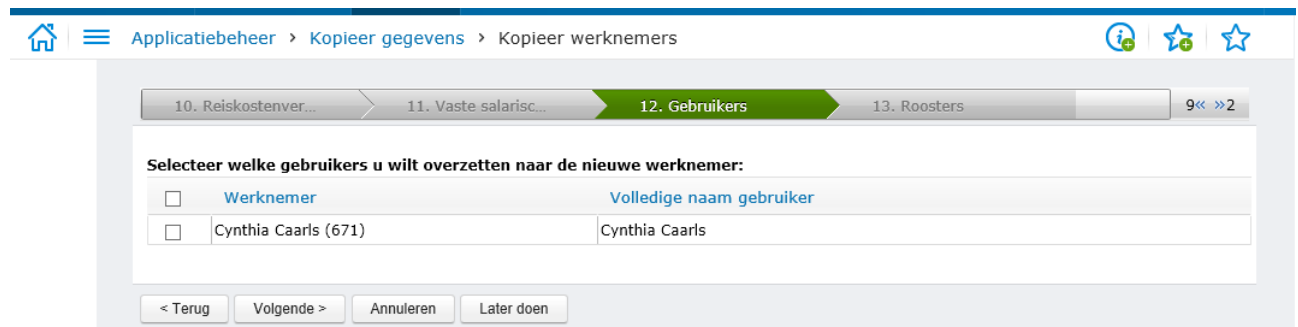 Applicatiebeheer > Kopieer gegevens > Kopieer werknemers
10. Reiskostenver... 11. Vaste salarisc... 12. Gebruikers 13. Roosters 9« »2
Selecteer welke gebruikers u wilt overzetten naar de nieuwe werknemer:
Werknemer Volledige naam gebruiker
Cynthia Caarls (671) Cynthia Caarls
< Terug Volgende > Annuleren Later doen